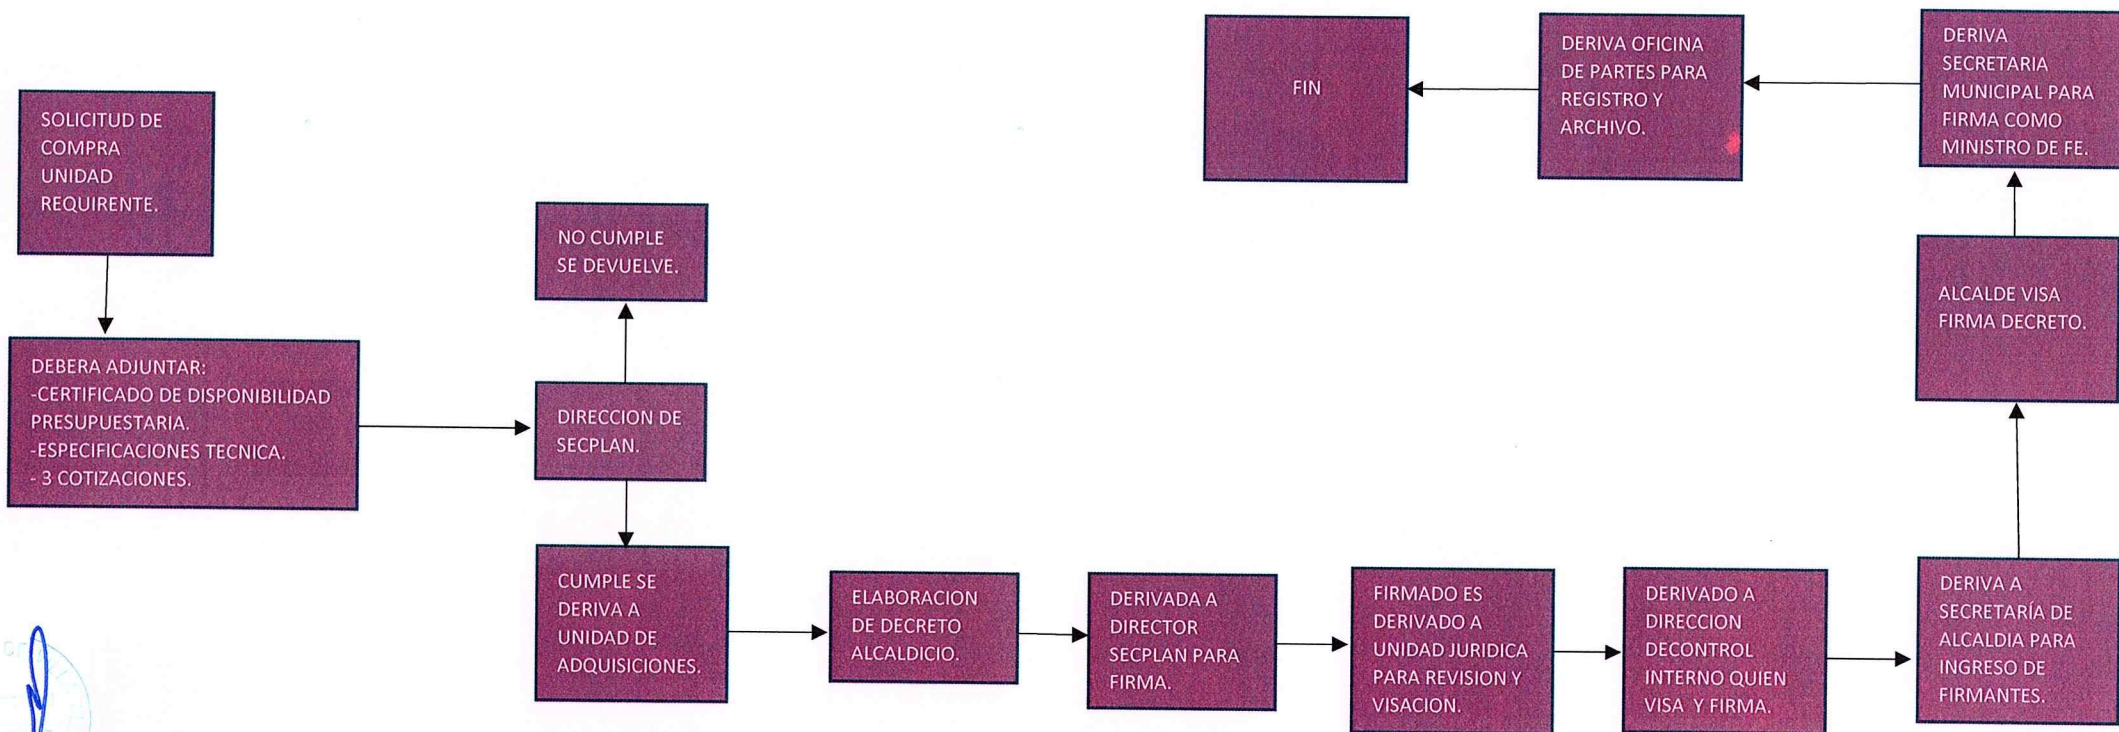 SOLICITUD DE
COMPRA
UNIDAD
REQUIRENTE.
DEBERA ADJUNTAR:
-CERTIFICADO DE DISPONIBILIDAD
PRESUPUESTARIA.
-ESPECIFICACIONES TECNICA.
- 3 COTIZACIONES.
NO CUMPLE
SE DEVUELVE.
DIRECCION DE
SECPLAN.
CUMPLE SE
DERIVA A
UNIDAD DE
ADQUISICIONES.
ELABORACION
DE DECRETO
ALCALDICIO.
DERIVADA A
DIRECTOR
SECPLAN PARA
FIRMA.
FIRMADO ES
DERIVADO A
UNIDAD JURIDICA
PARA REVISION Y
VISACION.
DERIVADO A
DIRECCION
DECONTROL
INTERNO QUIEN
VISA Y FIRMA.
DERIVA A
SECRETARÍA DE
ALCALDIA PARA
INGRESO DE
FIRMANTES.
ALCALDE VISA
FIRMA DECRETO.
DERIVA
SECRETARIA
MUNICIPAL PARA
FIRMA COMO
MINISTRO DE FE.
DERIVA OFICINA
DE PARTES PARA
REGISTRO Y
ARCHIVO.
FIN